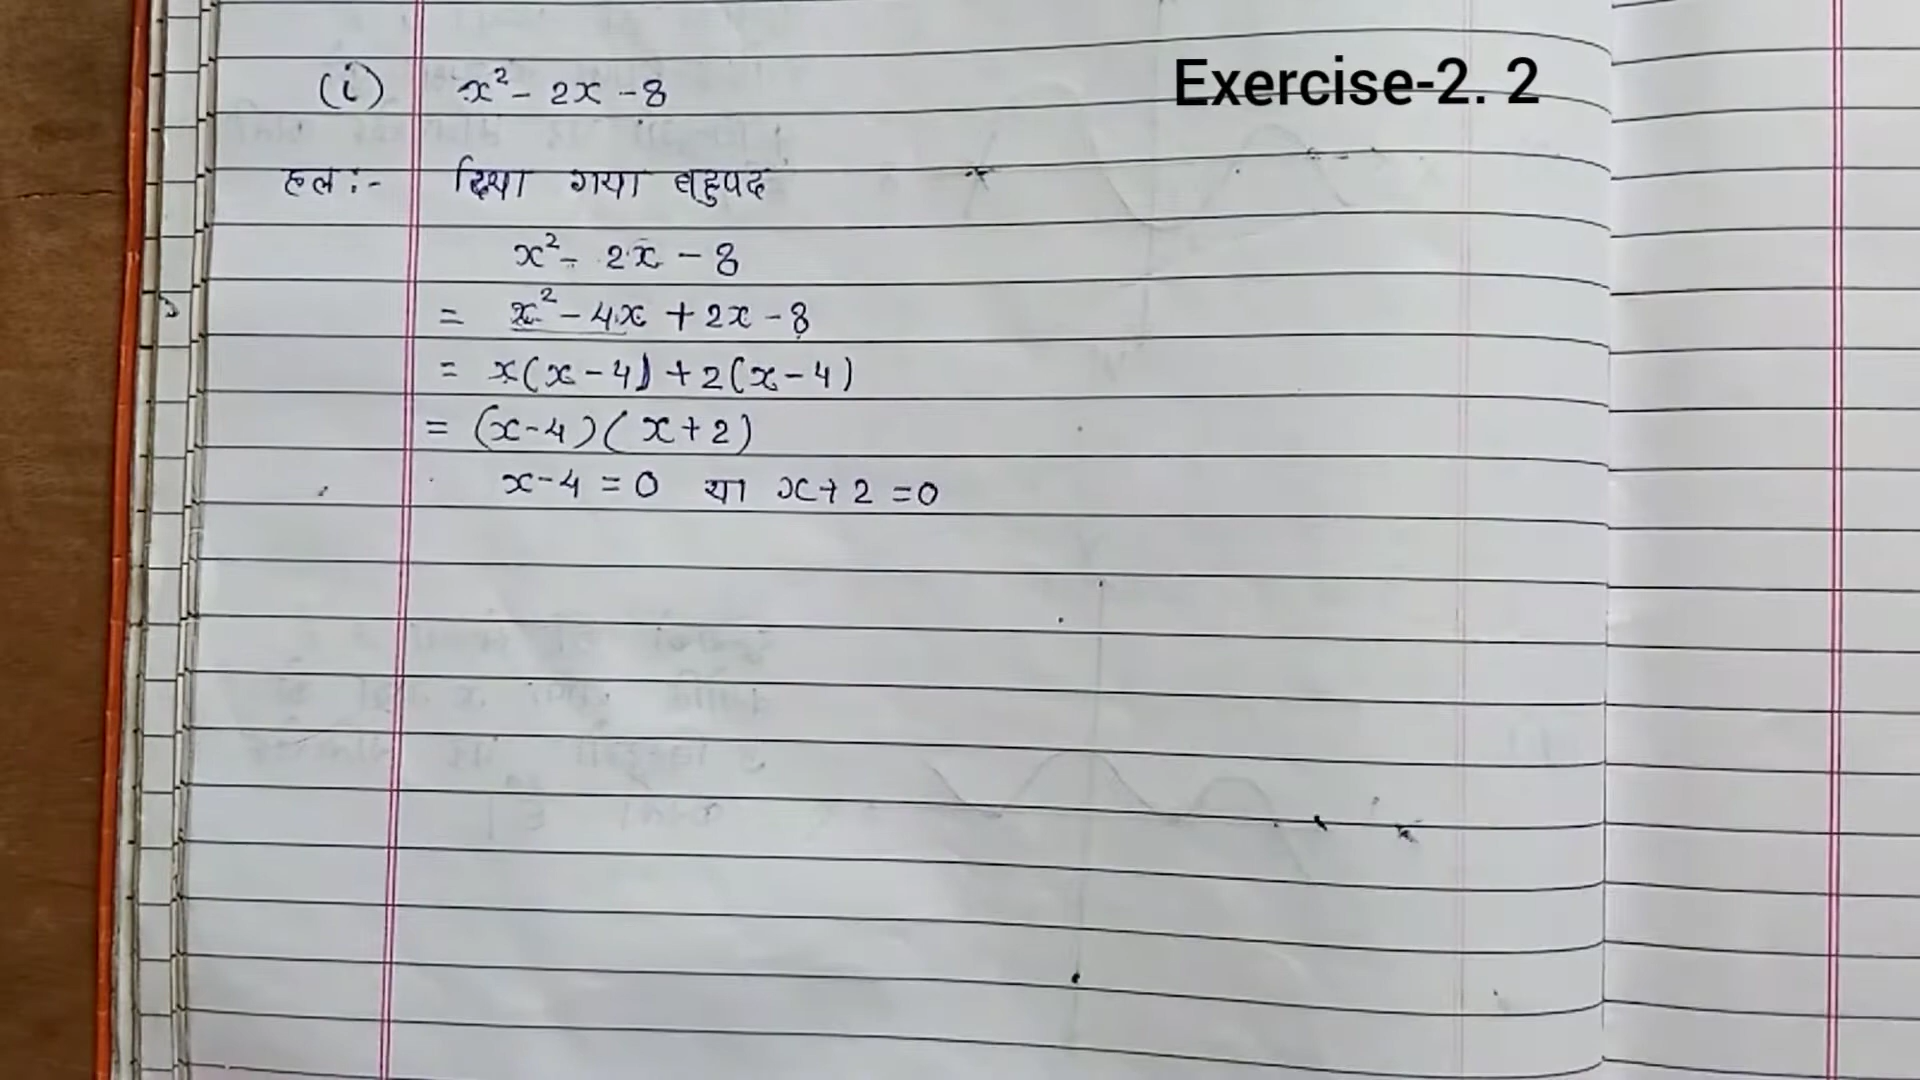 Exercise-2. 2
(i) x² - 2x - 8
हल :- दिया गया बहुपद
x² - 2x - 8
= x² - 4x + 2x - 8
= x(x - 4) + 2(x - 4)
= (x - 4)(x + 2)
x - 4 = 0 या x + 2 = 0